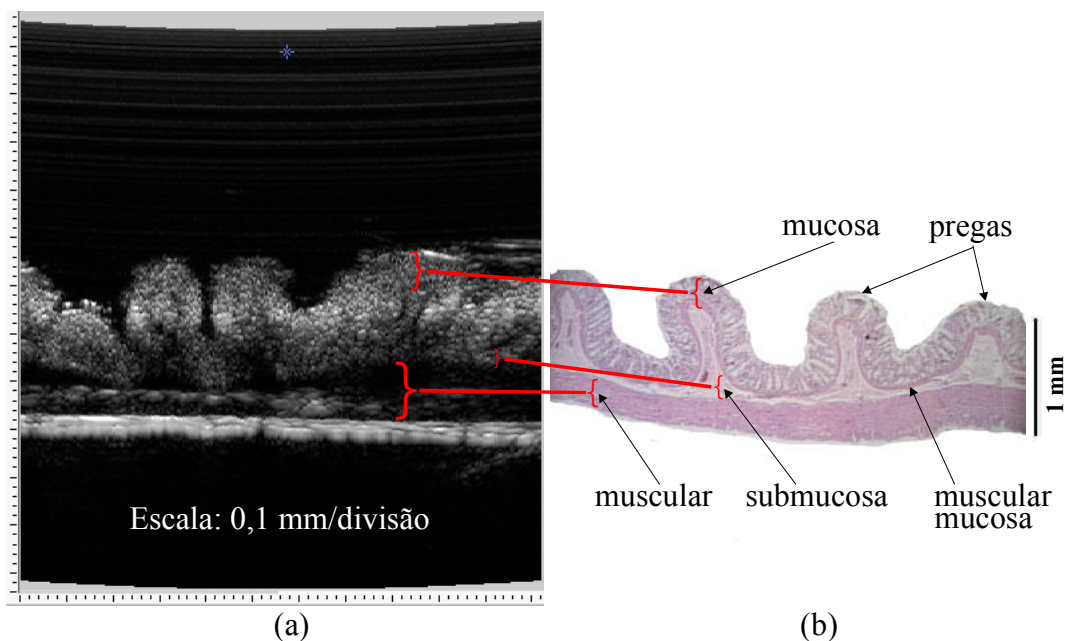 mucosa
pregas
1 mm
muscular
submucosa
muscular
mucosa
Escala: 0,1 mm/divisão
(a)
(b)